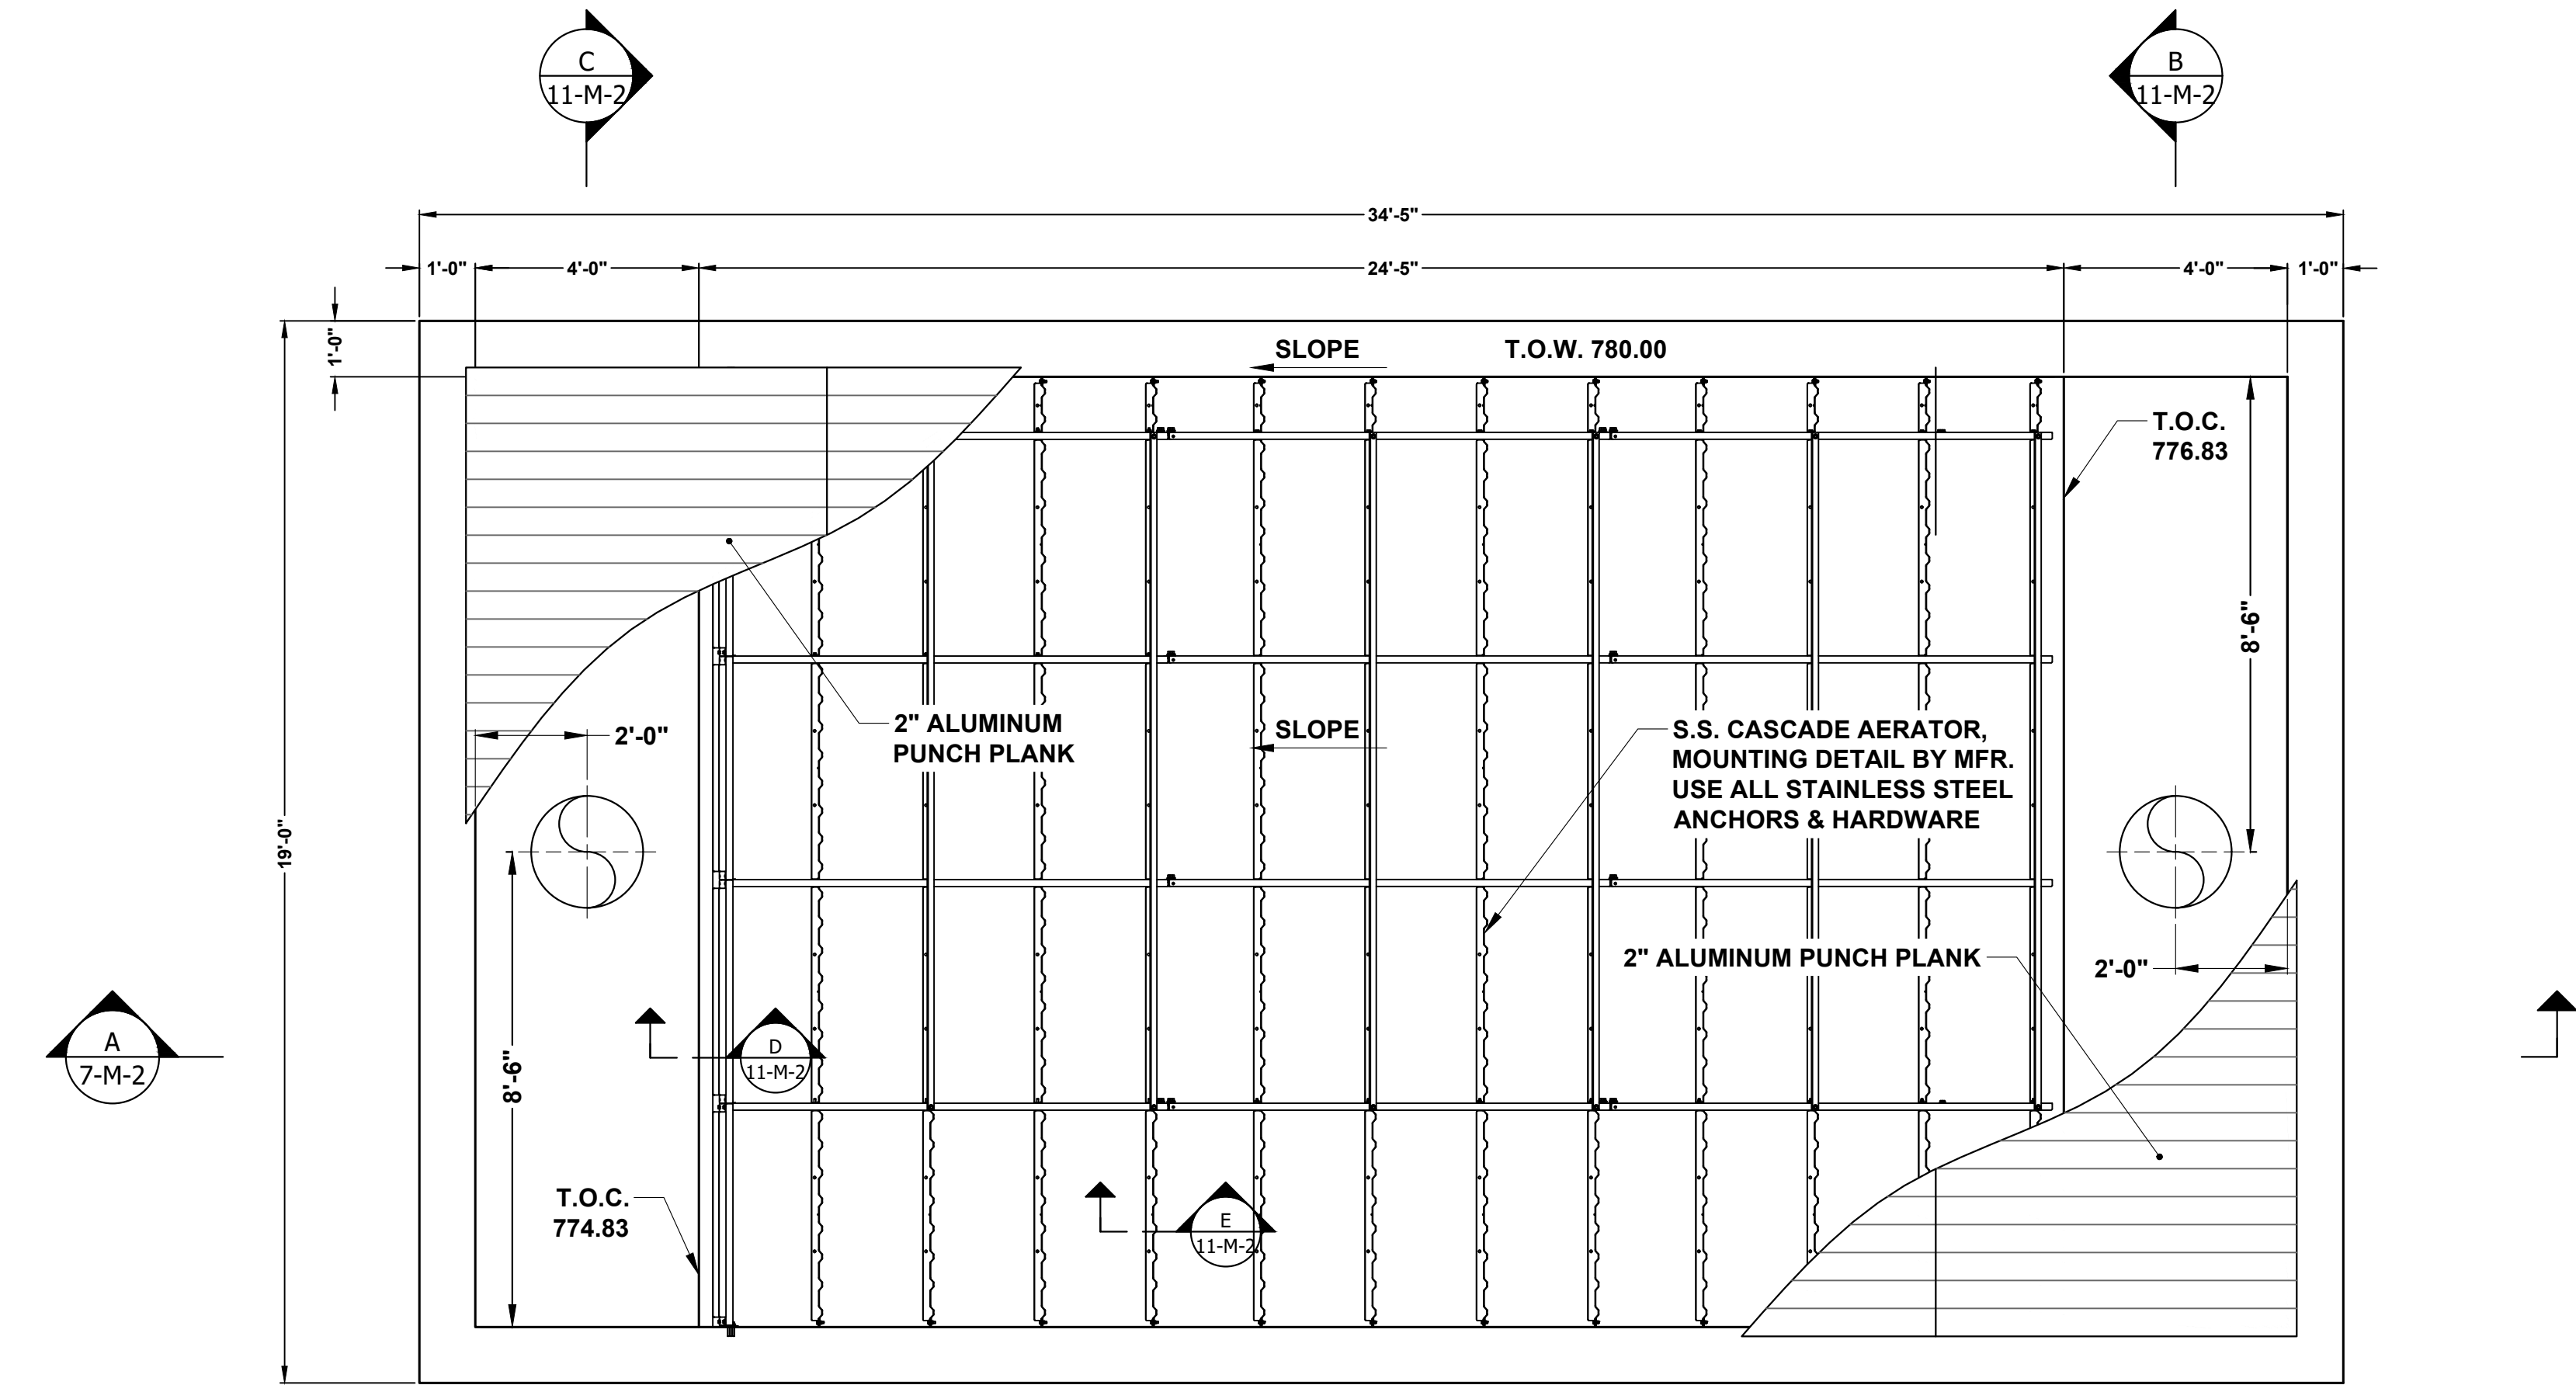 C
11-M-2
B
11-M-2
34'-5"
1'-0"
4'-0"
24'-5"
4'-0"
1'-0"
1'-0"
SLOPE
T.O.W. 780.00
T.O.C.
776.83
8'-6"
2'-0"
2" ALUMINUM
PUNCH PLANK
SLOPE
S.S. CASCADE AERATOR,
MOUNTING DETAIL BY MFR.
USE ALL STAINLESS STEEL
ANCHORS & HARDWARE
19'-0"
2" ALUMINUM PUNCH PLANK
2'-0"
A
7-M-2
D
11-M-2
8'-6"
T.O.C.
774.83
E
11-M-2